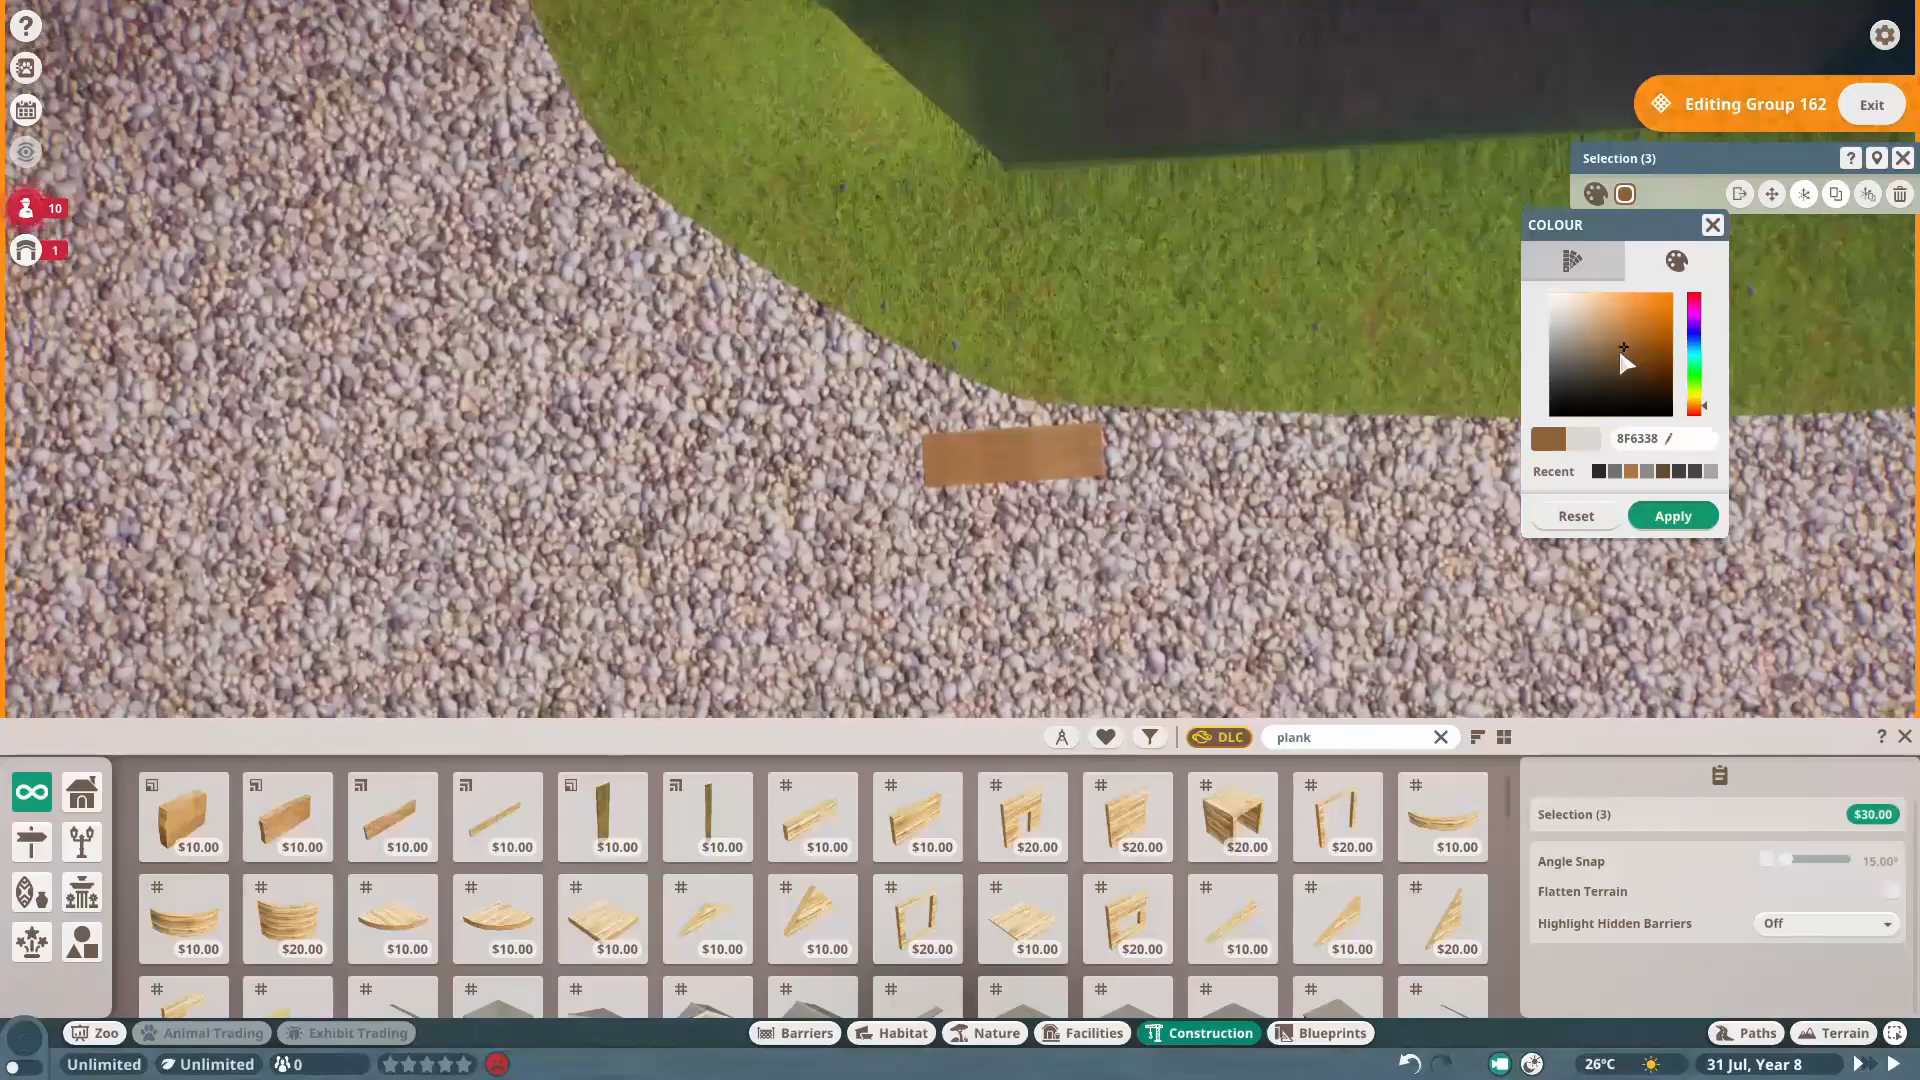 ?
Editing Group 162
Exit
Selection (3)
?
10
1
COLOUR
8F6338
Recent
Reset
Apply
DLC
plank
?
$10.00 $10.00 $10.00 $10.00 $10.00 $10.00 $10.00 $10.00 $20.00 $20.00 $20.00 $20.00 $10.00
Selection (3)
$30.00
Angle Snap
15.00°
Flatten Terrain
Highlight Hidden Barriers
Off
$10.00 $20.00 $10.00 $10.00 $10.00 $10.00 $10.00 $20.00 $10.00 $20.00 $10.00 $10.00 $20.00
Zoo
Animal Trading
Exhibit Trading
Barriers
Habitat
Nature
Facilities
Construction
Blueprints
Paths
Terrain
Unlimited
Unlimited
0
26°C
31 Jul, Year 8